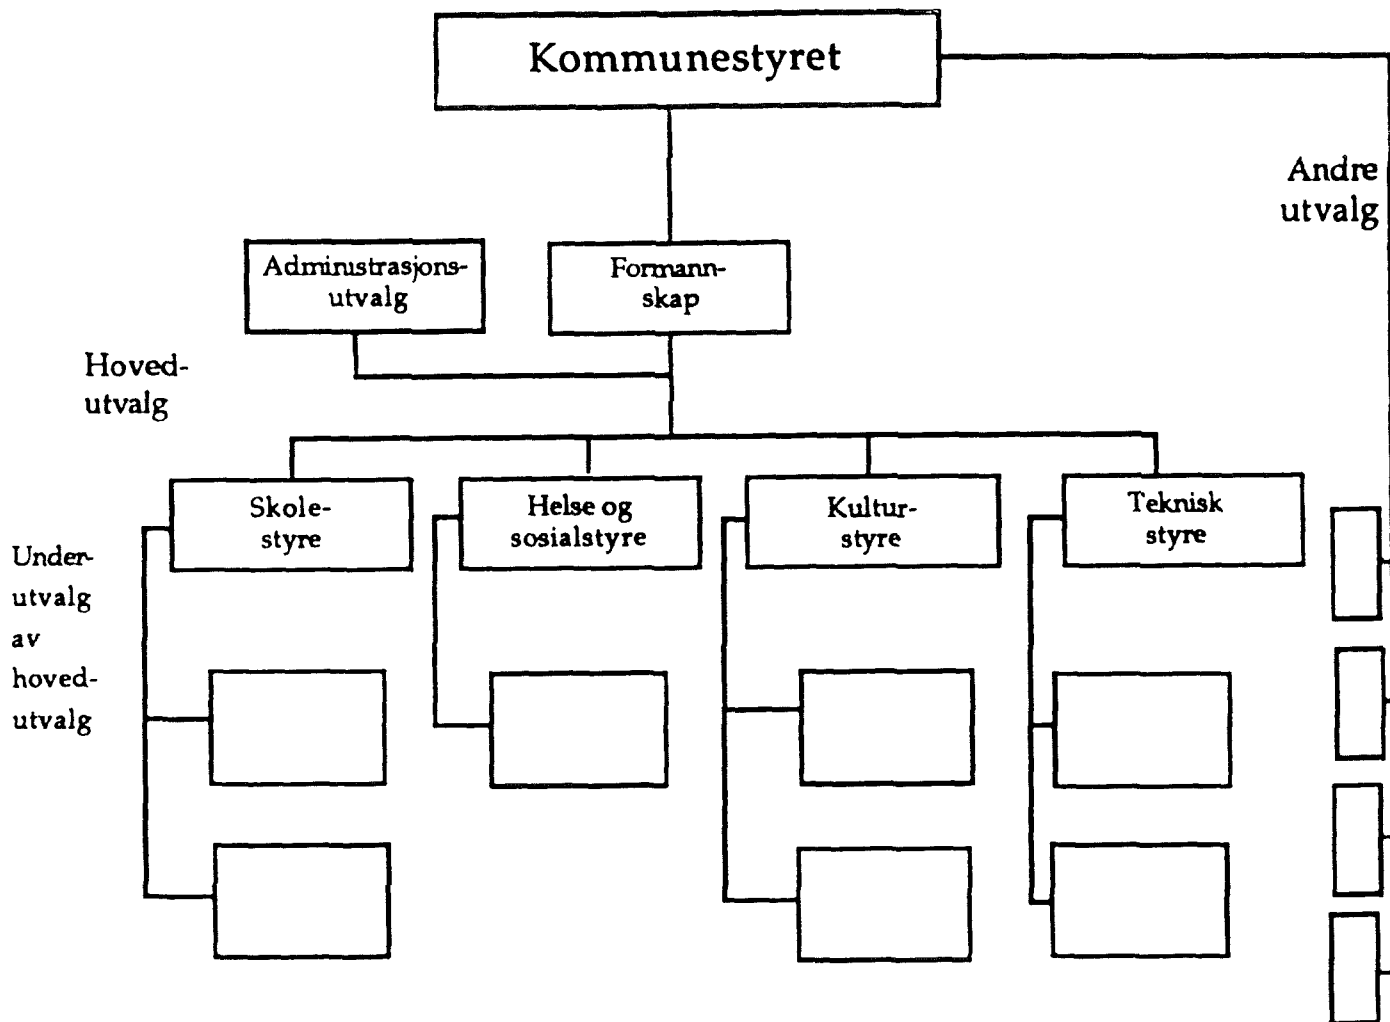 Kommunestyret
Andre
utvalg
Administrasjons-
utvalg
Formann-
skap
Hoved-
utvalg
Skole-
styre
Helse og
sosialstyre
Kultur-
styre
Teknisk
styre
Under-
utvalg
av
hoved-
utvalg